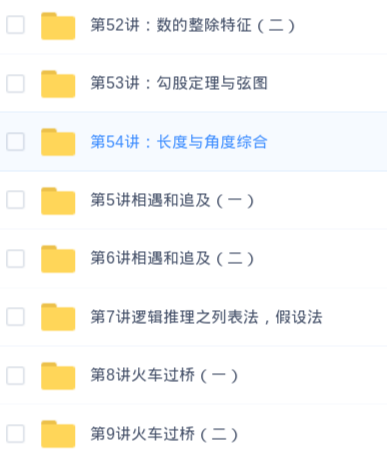 第52讲：数的整除特征（二）
第53讲：勾股定理与弦图
第54讲：长度与角度综合
第5讲相遇和追及（一）
第6讲相遇和追及（二）
第7讲逻辑推理之列表法，假设法
第8讲火车过桥（一）
第9讲火车过桥（二）